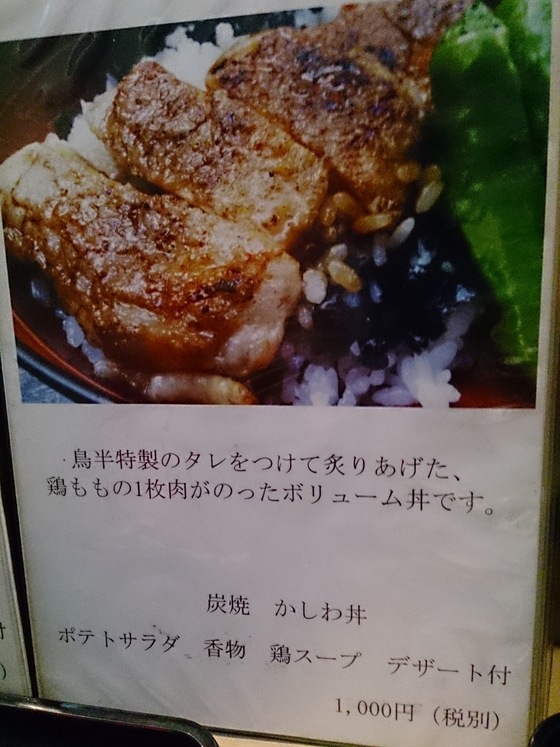 鳥半特製のタレをつけて炙りあげた、
鶏ももの1枚肉がのったボリューム丼です。
炭焼 かしわ丼
ポテトサラダ 香物 鶏スープ デザート付
1,000円（税別）